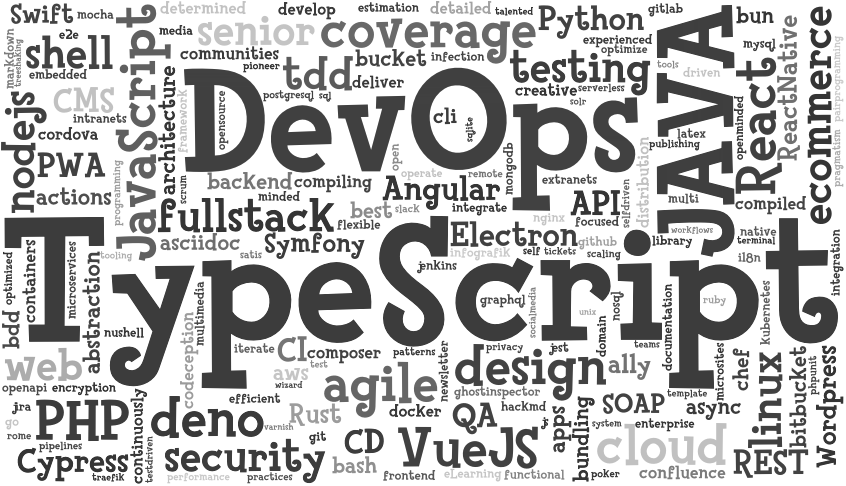 Swift
mocha
determined
develop
estimation
detailed
talented
Python
gitlab
bun
markdown
treeshaking
e2e
shell
embedded
JavaScript
media
senior
coverage
experienced
optimize
mysql
React
ReactNative
ecommerce
pairprogramming
pragmatism
communities
pioneer
tdd
bucket
infection
deliver
testing
tools
driven
JAVA
creative
serverless
solr
CMS
intranets
cordova
nodejs
architecture
framework
opensource
postgresql
sql
DevOps
cli
sqlite
latex
publishing
openminded
PWA
actions
programming
scrum
backend
compiling
minded
open
operate
remote
mongodb
extranets
selfdriven
distribution
Angular
integrate
API
focused
multi
compiled
fullstack
flexible
best
slack
nginx
workflows
native
terminal
asciidoc
satis
Symfony
Electron
infografik
github
self
tickets
scaling
library
i18n
integration
tooling
TypeScript
optimized
containers
microservices
abstraction
bdd
multimedia
jenkins
graphql
socialmedia
unix
nosql
domain
documentation
ruby
kubernetes
nushell
codeception
iterate
CI
composer
patterns
privacy
jest
teams
microsites
chef
web
openapi
encryption
aws
wizard
test
agile
newsletter
design
ghostinspector
ally
template
linux
bitbucket
phpunit
Wordpress
efficient
jra
go
rome
PHP
continuously
deno
varnish
Rust
docker
QA
hackmd
apps
bundling
SOAP
async
system
enterprise
pipelines
Cypress
traefik
testdriven
security
performance
practices
git
bash
CD
VueJS
frontend
eLearning
functional
poker
cloud
confluence
REST